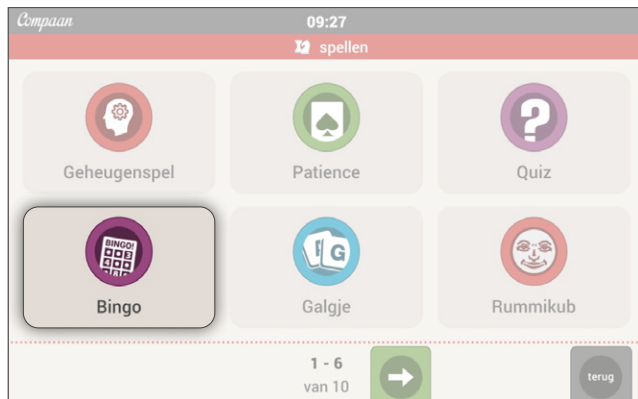 Compaan
09:27
spellen
Geheugenspel
Patience
Quiz
BINGO!
Bingo
G
Galgje
Rummikub
1 - 6
van 10
terug